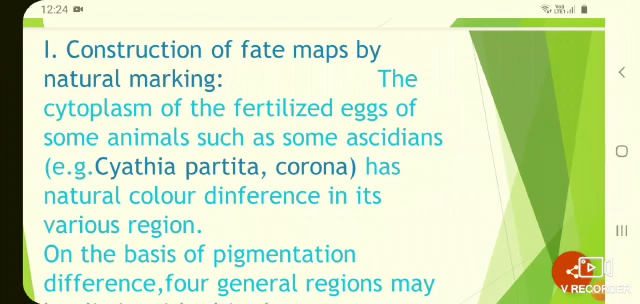 12:24
I. Construction of fate maps by
natural marking: The
cytoplasm of the fertilized eggs of
some animals such as some ascidians
(e.g.Cyathia partita, corona) has
natural colour dinference in its
various region.
On the basis of pigmentation
difference,four general regions may
V RECORDER